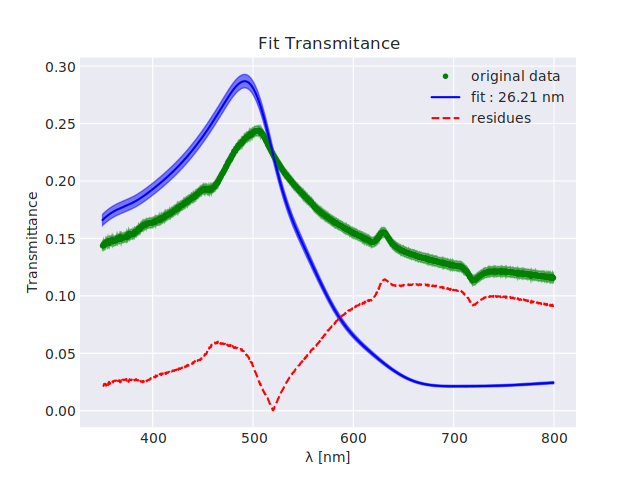 Fit Transmitance
original data
fit : 26.21 nm
residues
0.30
0.25
0.20
0.15
0.10
0.05
0.00
Transmittance
400 500 600 700 800
λ [nm]